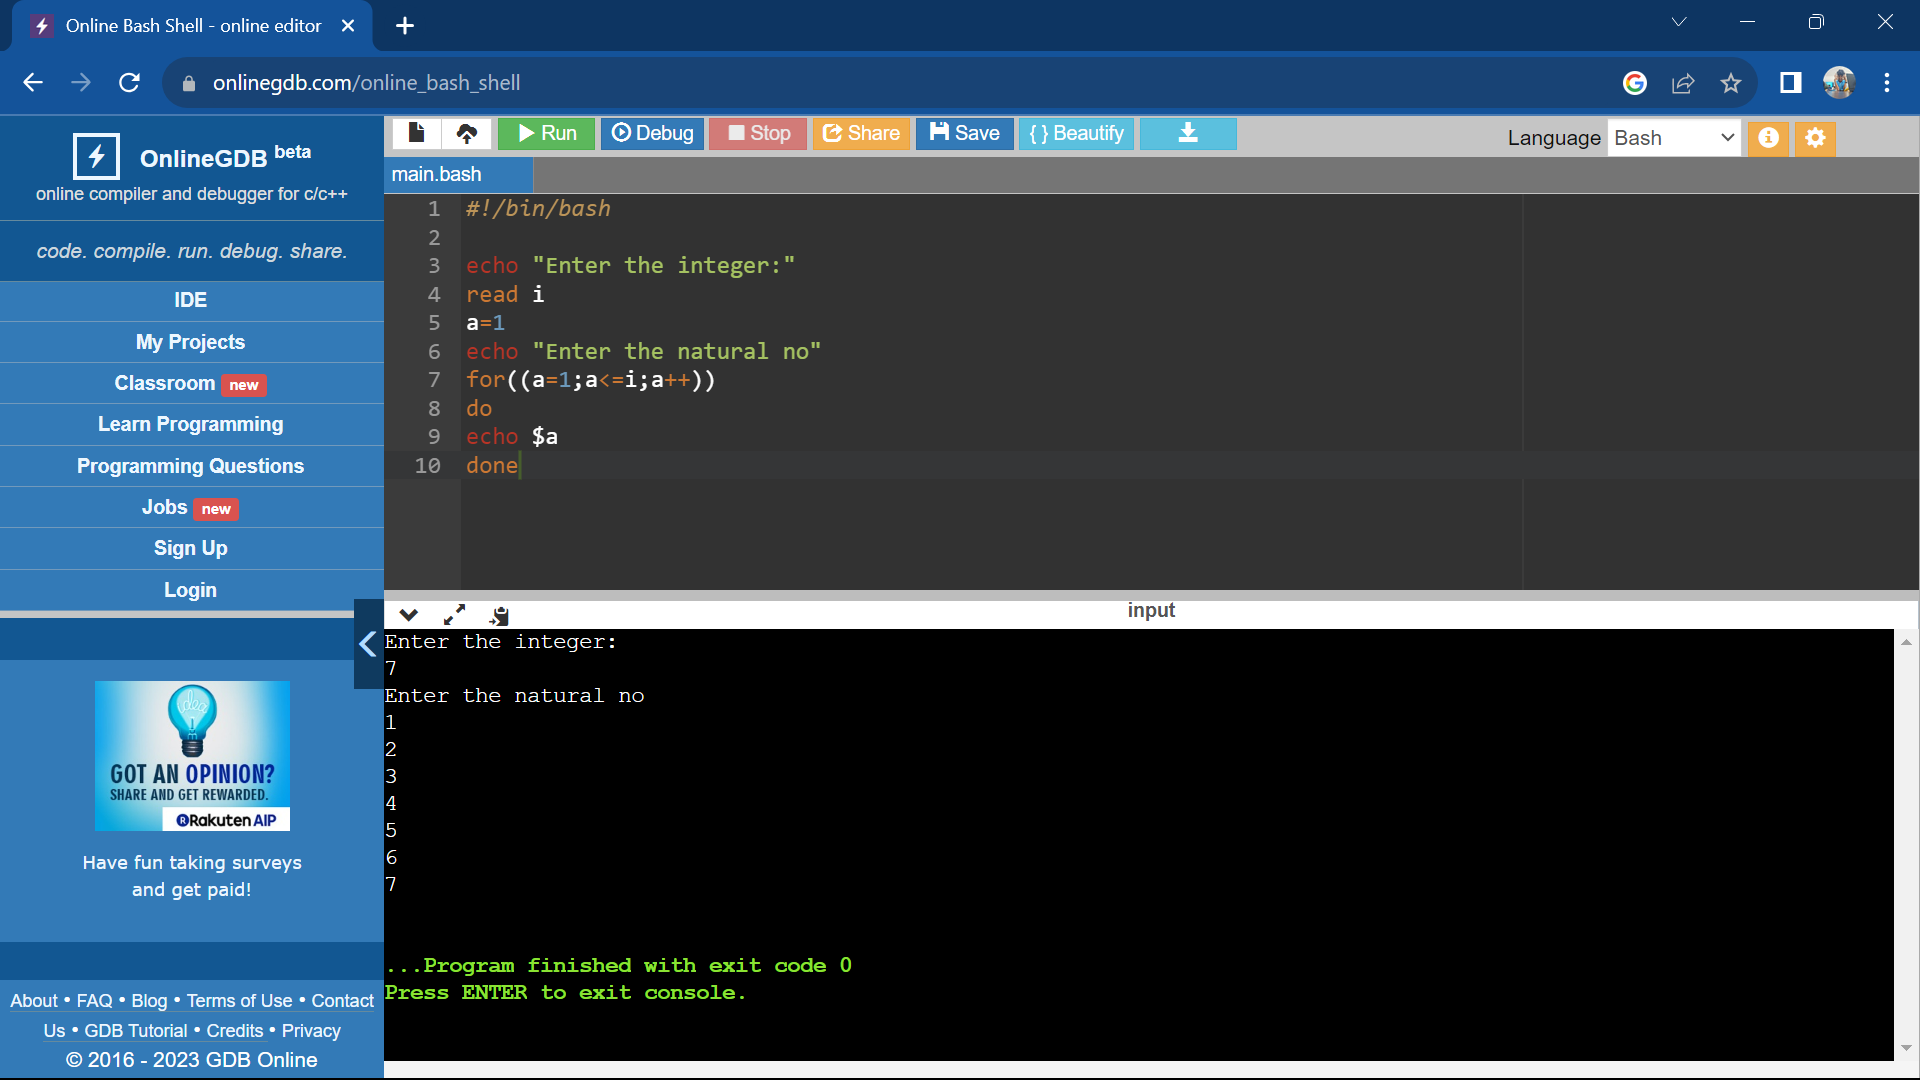 Online Bash Shell - online editor
onlinegdb.com/online_bash_shell
OnlineGDB beta
online compiler and debugger for c/c++
code. compile. run. debug. share.
IDE
My Projects
Classroom new
Learn Programming
Programming Questions
Jobs new
Sign Up
Login
idea
GOT AN OPINION?
SHARE AND GET REWARDED.
Rakuten AIP
Have fun taking surveys
and get paid!
About • FAQ • Blog • Terms of Use • Contact
Us • GDB Tutorial • Credits • Privacy
© 2016 - 2023 GDB Online
Run Debug Stop Share Save { } Beautify
Language Bash
main.bash
1 #!/bin/bash
2
3 echo "Enter the integer:"
4 read i
5 a=1
6 echo "Enter the natural no"
7 for((a=1;a<=i;a++))
8 do
9 echo $a
10 done
input
Enter the integer:
7
Enter the natural no
1
2
3
4
5
6
7
...Program finished with exit code 0
Press ENTER to exit console.